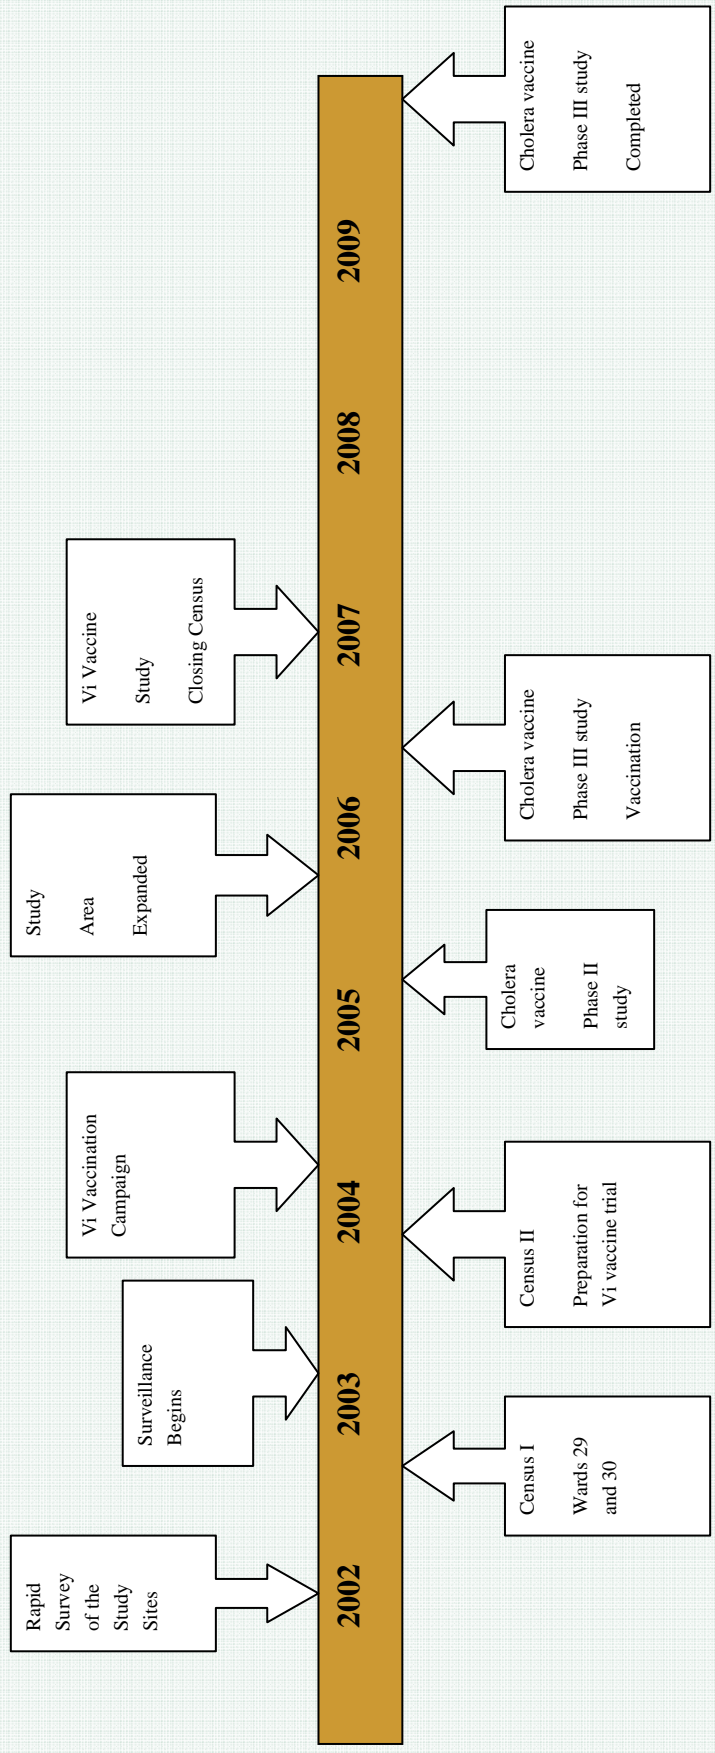 Rapid
Survey
of the
Study
Sites
Surveillance
Begins
Vi Vaccination
Campaign
Study
Area
Expanded
Vi Vaccine
Study
Closing Census
2002
2003
2004
2005
2006
2007
2008
2009
Census I
Wards 29
and 30
Census II
Preparation for
Vi vaccine trial
Cholera
vaccine
Phase II
study
Cholera vaccine
Phase III study
Vaccination
Cholera vaccine
Phase III study
Completed